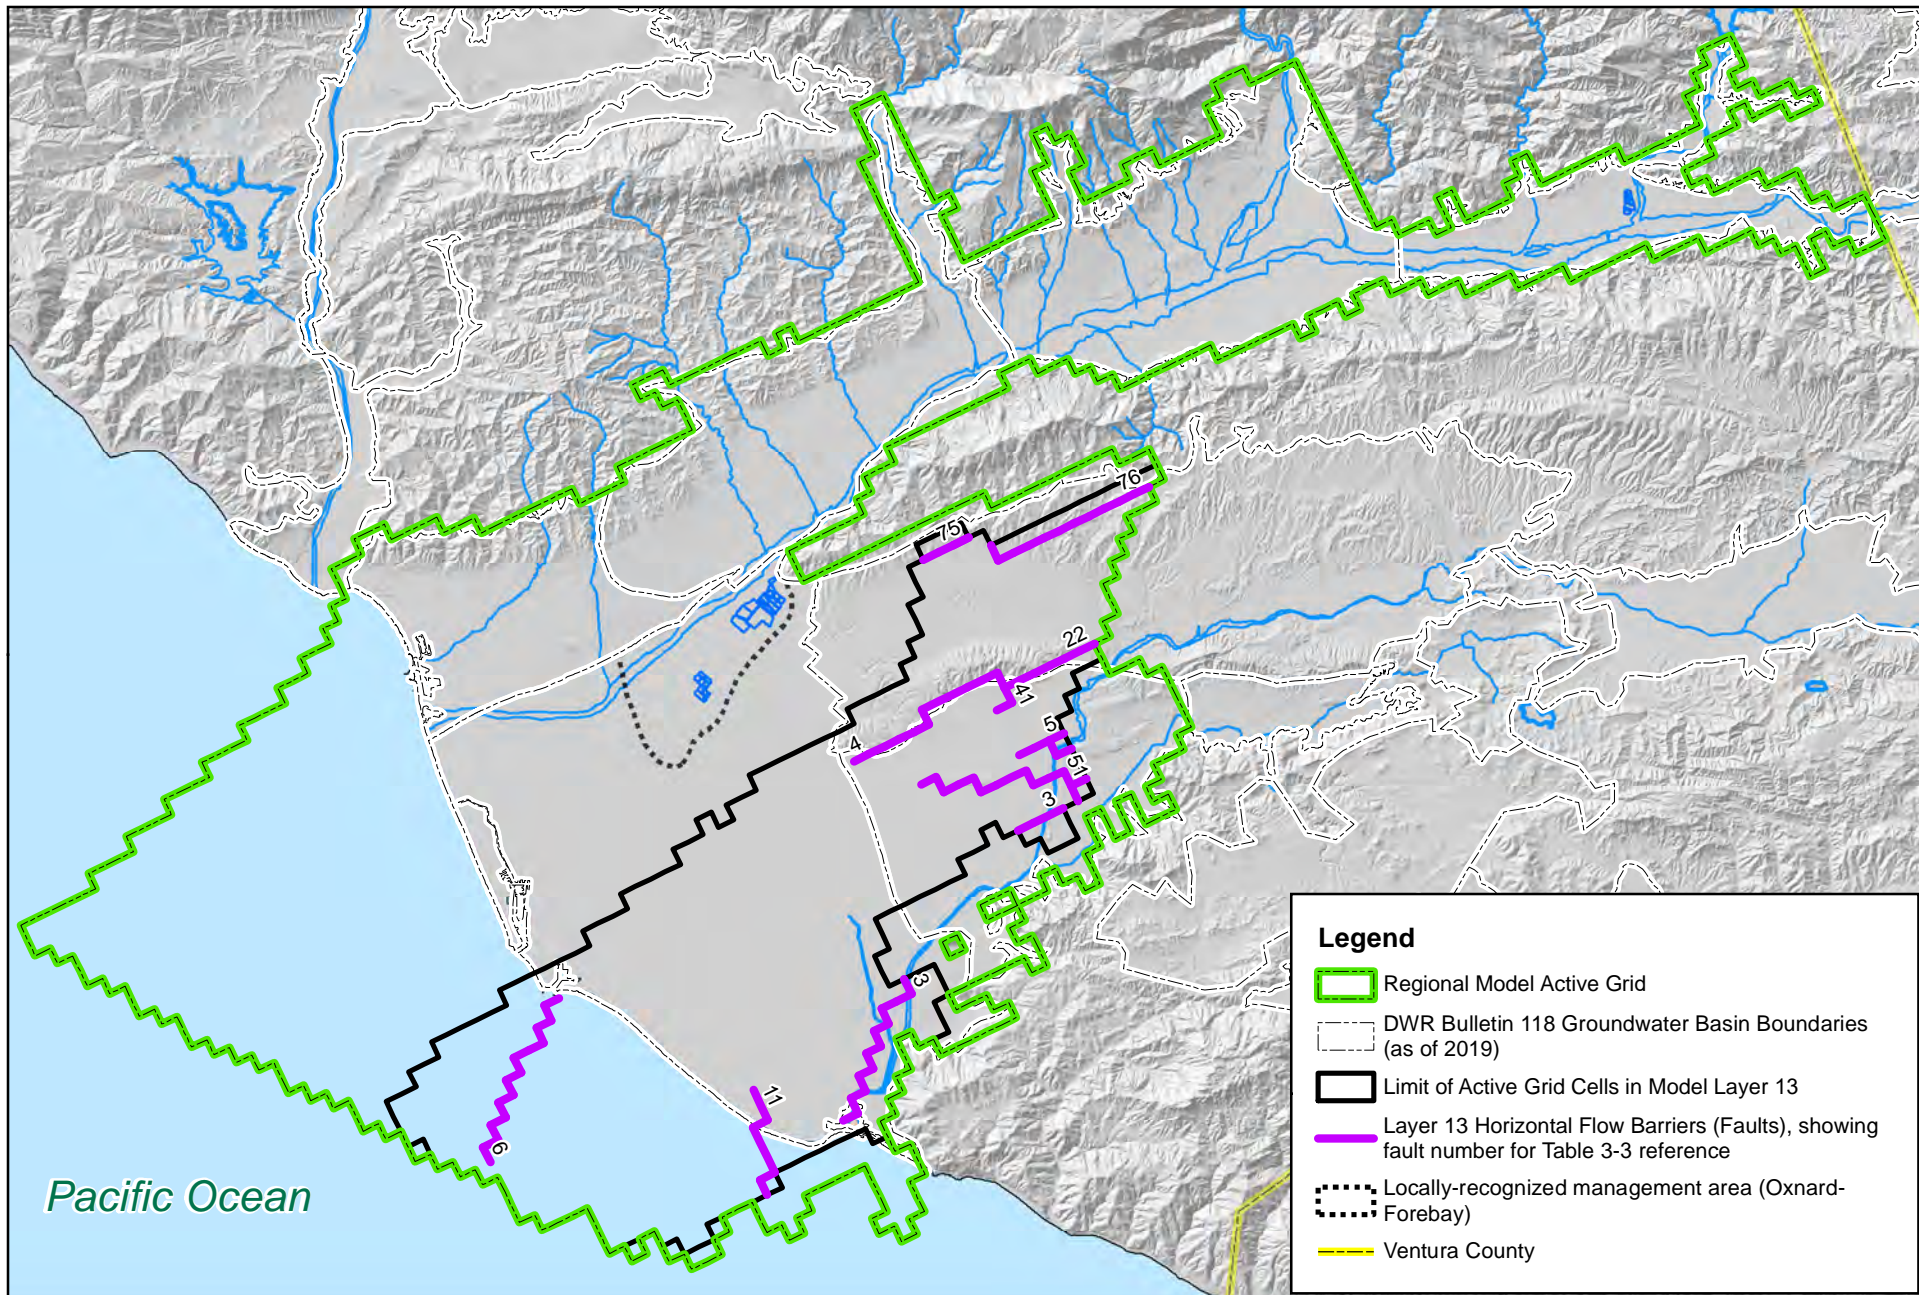 76
75
22
41
4
5
51
3
3
11
6
Pacific Ocean
Legend
Regional Model Active Grid
DWR Bulletin 118 Groundwater Basin Boundaries
(as of 2019)
Limit of Active Grid Cells in Model Layer 13
Layer 13 Horizontal Flow Barriers (Faults), showing
fault number for Table 3-3 reference
Locally-recognized management area (Oxnard-
Forebay)
Ventura County